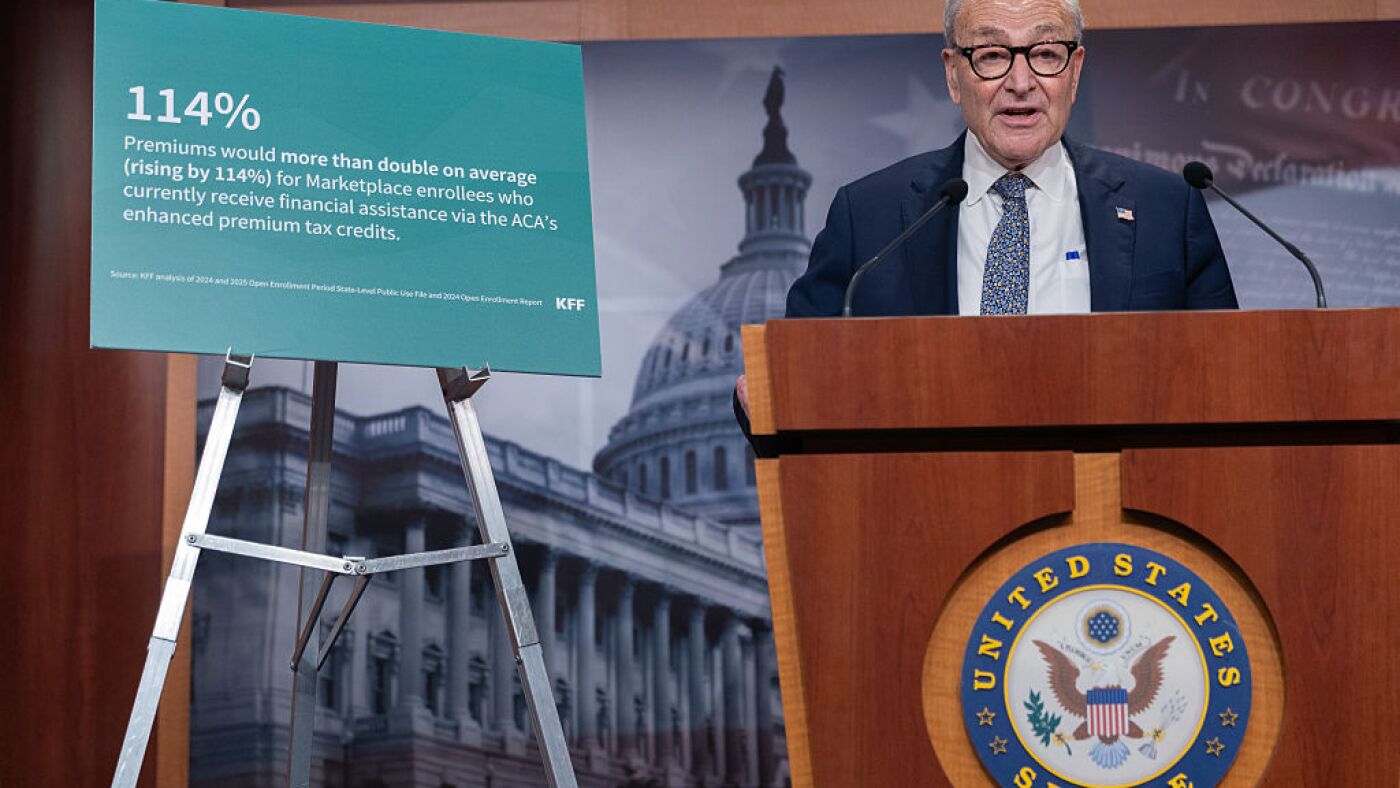 114%
Premiums would more than double on average
(rising by 114%) for Marketplace enrollees who
currently receive financial assistance via the ACA’s
enhanced premium tax credits.
Source: KFF analysis of 2024 and 2025 Open Enrollment Period State-Level Public Use File and 2024 Open Enrollment Report
KFF
IN CONGR
Declaration
UNITED STATES